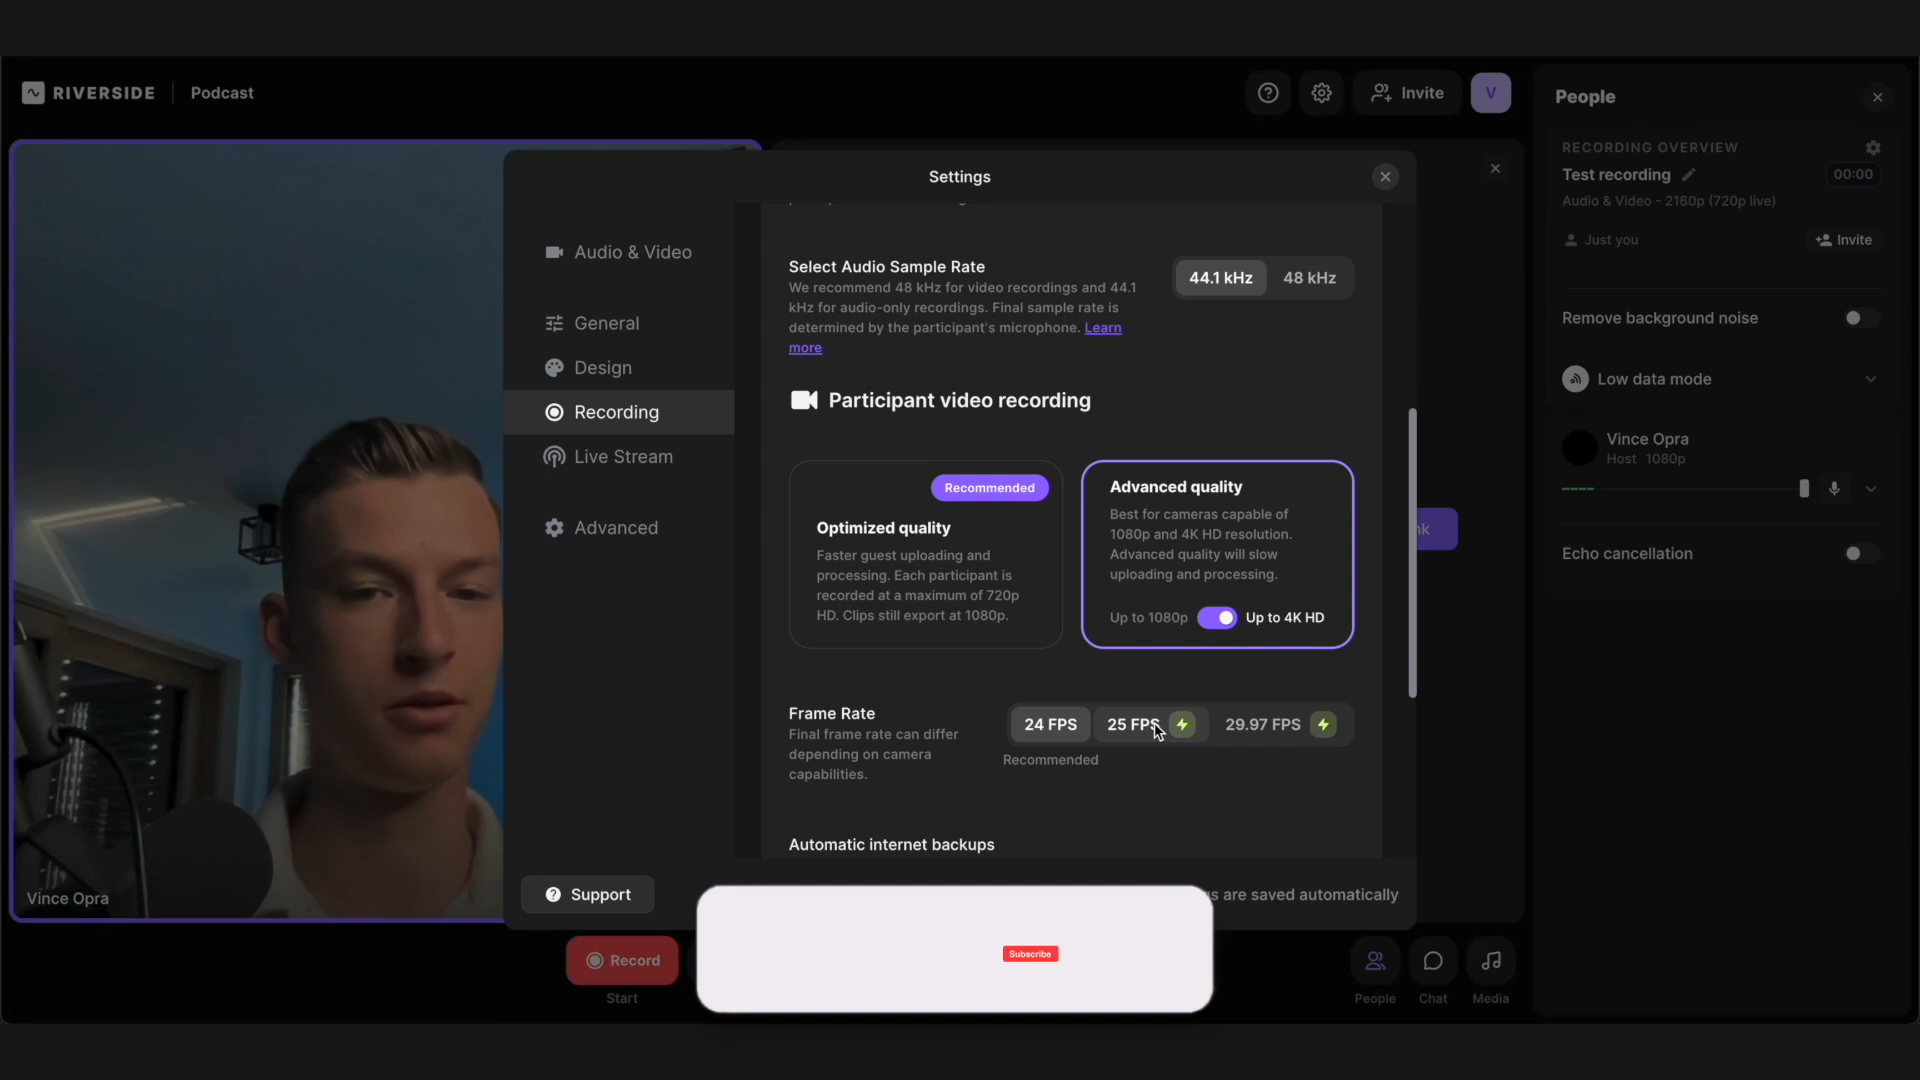 RIVERSIDE
Podcast
Invite
V
People
RECORDING OVERVIEW
Test recording
00:00
Audio & Video - 2160p (720p live)
Just you
Invite
Remove background noise
Low data mode
Vince Opra
Host 1080p
Echo cancellation
Settings
Audio & Video
General
Design
Recording
Live Stream
Advanced
Select Audio Sample Rate
We recommend 48 kHz for video recordings and 44.1
kHz for audio-only recordings. Final sample rate is
determined by the participant's microphone. Learn
more
44.1 kHz
48 kHz
Participant video recording
Recommended
Optimized quality
Faster guest uploading and
processing. Each participant is
recorded at a maximum of 720p
HD. Clips still export at 1080p.
Advanced quality
Best for cameras capable of
1080p and 4K HD resolution.
Advanced quality will slow
uploading and processing.
Up to 1080p
Up to 4K HD
Frame Rate
Final frame rate can differ
depending on camera
capabilities.
24 FPS
25 FPS
29.97 FPS
Recommended
Automatic internet backups
Support
are saved automatically
Vince Opra
Record
Start
Subscribe
People
Chat
Media